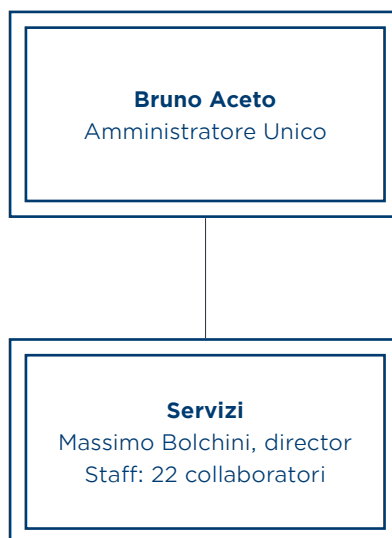 Bruno Aceto
Amministratore Unico
Servizi
Massimo Bolchini, director
Staff: 22 collaboratori